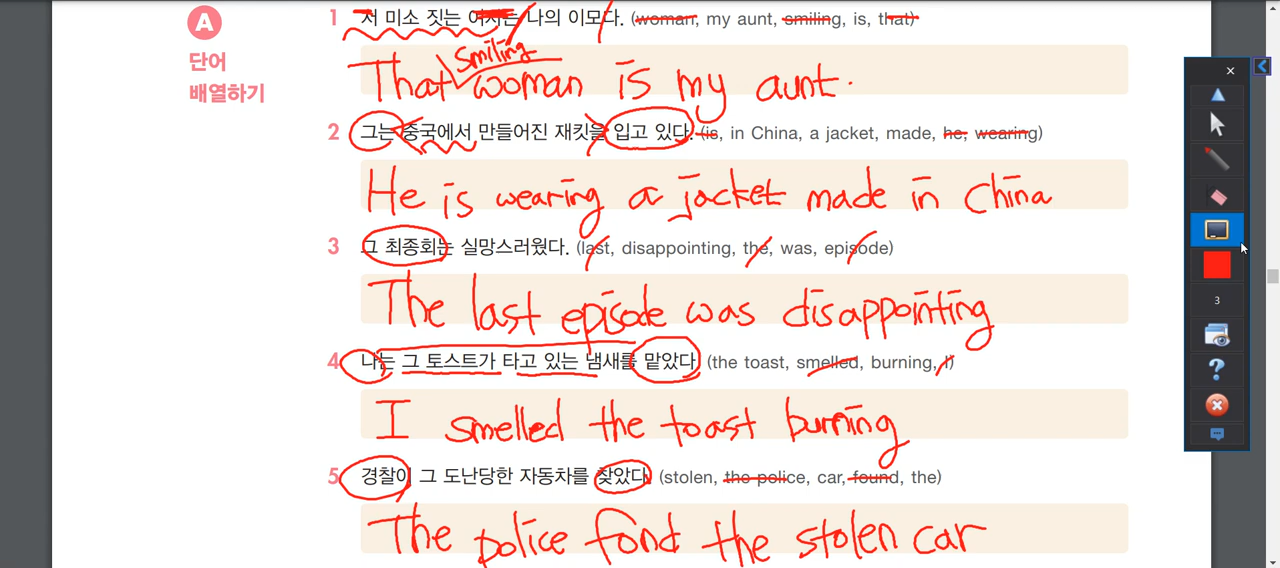 A
단어
배열하기
1 저 미소 짓는 여자는 나의 이모다. (woman, my aunt, smiling, is, that)
smiling
That woman is my aunt.
2 그는 중국에서 만들어진 재킷을 입고 있다. (is, in China, a jacket, made, he, wearing)
He is wearing a jacket made in China
3 그 최종회는 실망스러웠다. (last, disappointing, the, was, episode)
The last episode was disappointing
4 나는 그 토스트가 타고 있는 냄새를 맡았다 (the toast, smelled, burning, I)
I smelled the toast burning
5 경찰이 그 도난당한 자동차를 찾았다 (stolen, the police, car, found, the)
The police fond the stolen car
3